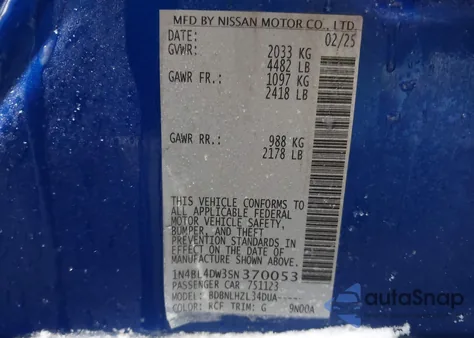 MFD BY NISSAN MOTOR CO., LTD.
DATE: 02/25
GVWR: 2033 KG
4482 LB
GAWR FR.: 1097 KG
2418 LB
GAWR RR.: 988 KG
2178 LB
THIS VEHICLE CONFORMS TO
ALL APPLICABLE FEDERAL
MOTOR VEHICLE SAFETY,
BUMPER, AND THEFT
PREVENTION STANDARDS
IN EFFECT ON THE DATE OF
MANUFACTURE SHOWN ABOVE.
1N4BL4DW3SN370053
PASSENGER CAR 751123
MODEL: BDBNLHZL34DUA-----
COLOR: RCF TRIM: G 9N00A
autoSnap